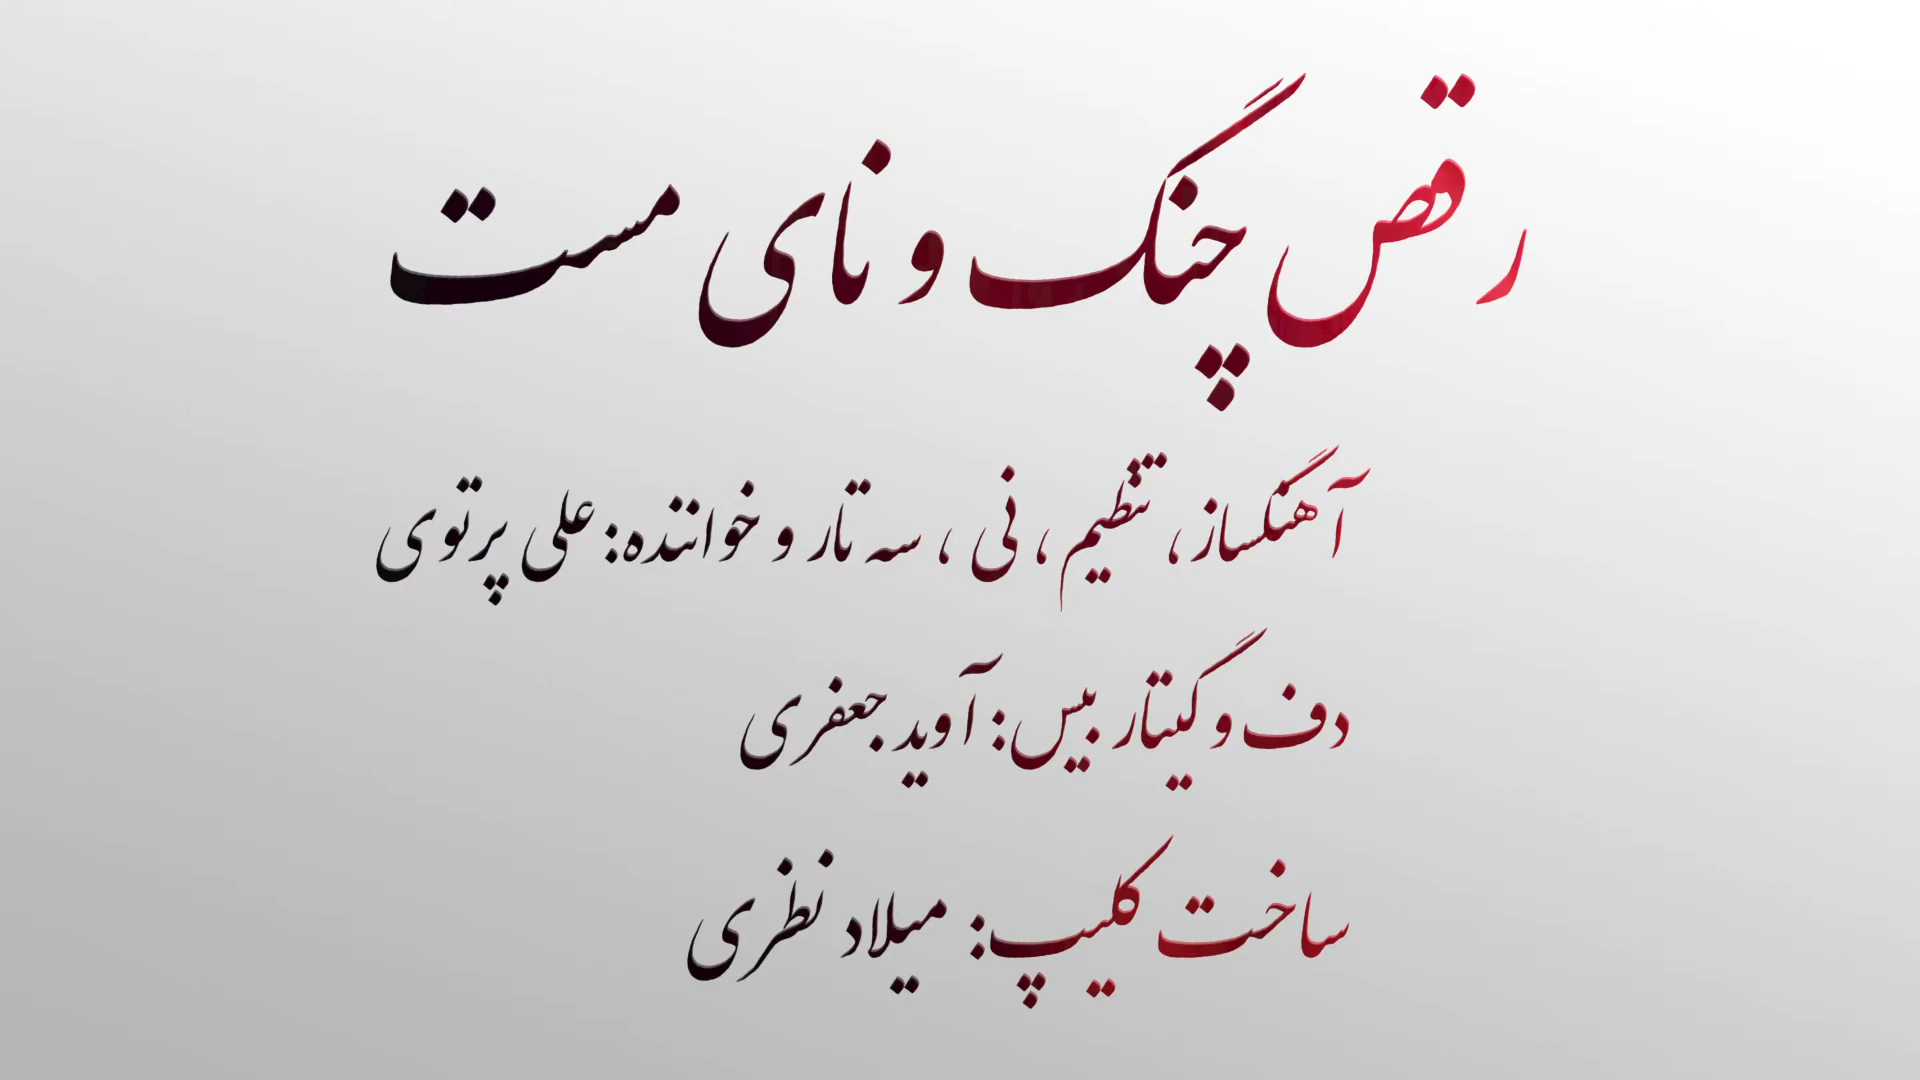 رقص چنگ و نای مست
آهنگساز، تنظیم، نی، سه تار و خواننده: علی پرتوی
دف و گیتار بیس: آوید جعفری
ساخت کلیپ: میلاد نظری